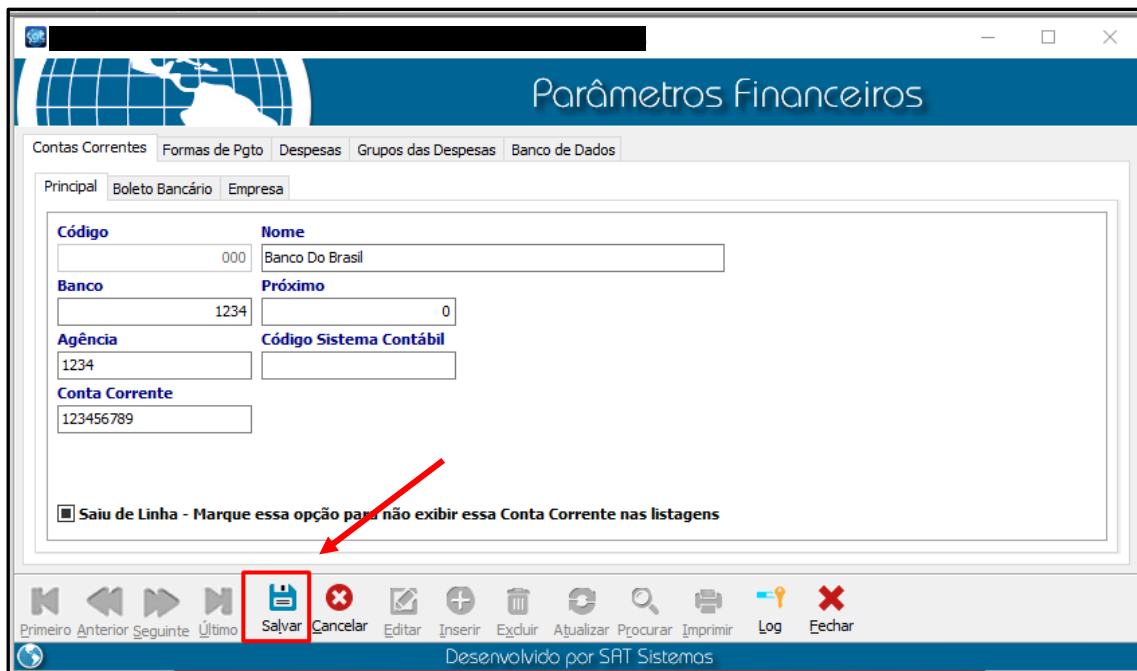 Parâmetros Financeiros
Contas Correntes Formas de Pgto Despesas Grupos das Despesas Banco de Dados
Principal Boleto Bancário Empresa
Código Nome
000 Banco Do Brasil
Banco Próximo
1234 0
Agência Código Sistema Contábil
1234
Conta Corrente
123456789
Saiu de Linha - Marque essa opção para não exibir essa Conta Corrente nas listagens
Primeiro Anterior Seguinte Último Salvar Cancelar Editar Inserir Excluir Atualizar Procurar Imprimir Log Fechar
Desenvolvido por SAT Sistemas